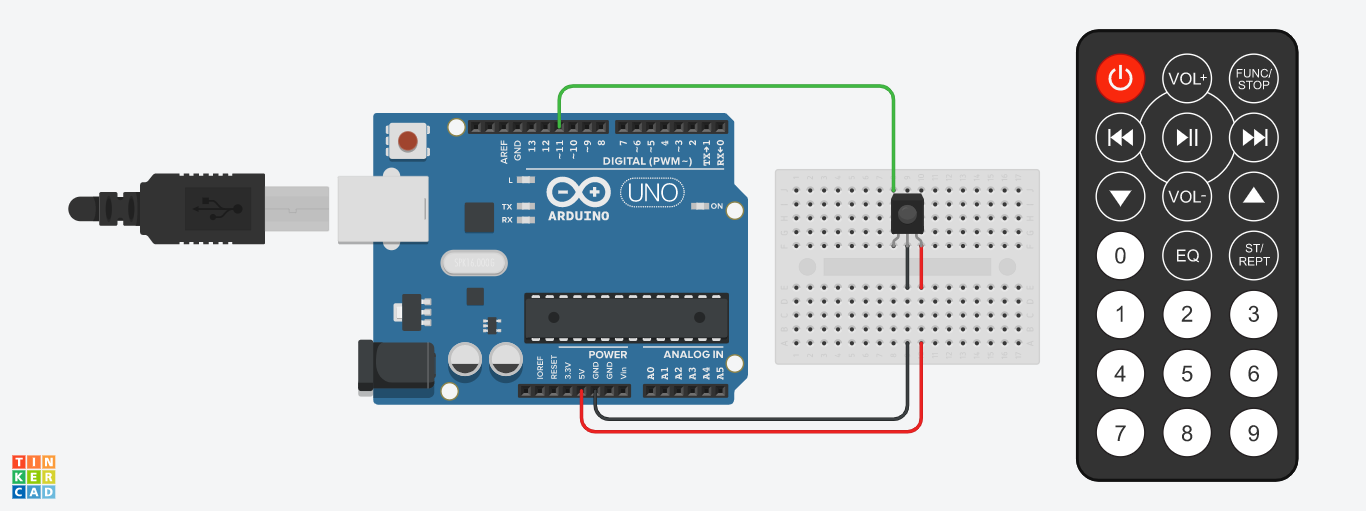 AREF
GND
13
12
~11
~10
~9
8
7
~6
~5
4
~3
2
TX→1
RX←0
DIGITAL (PWM~)
L
TX
RX
ARDUINO
UNO
ON
POWER
ANALOG IN
IOREF
RESET
3.3V
5V
GND
GND
Vin
A0
A1
A2
A3
A4
A5
VOL+
FUNC/
STOP
VOL-
0
EQ
ST/
REPT
1 2 3
4 5 6
7 8 9
TIN
KER
CAD